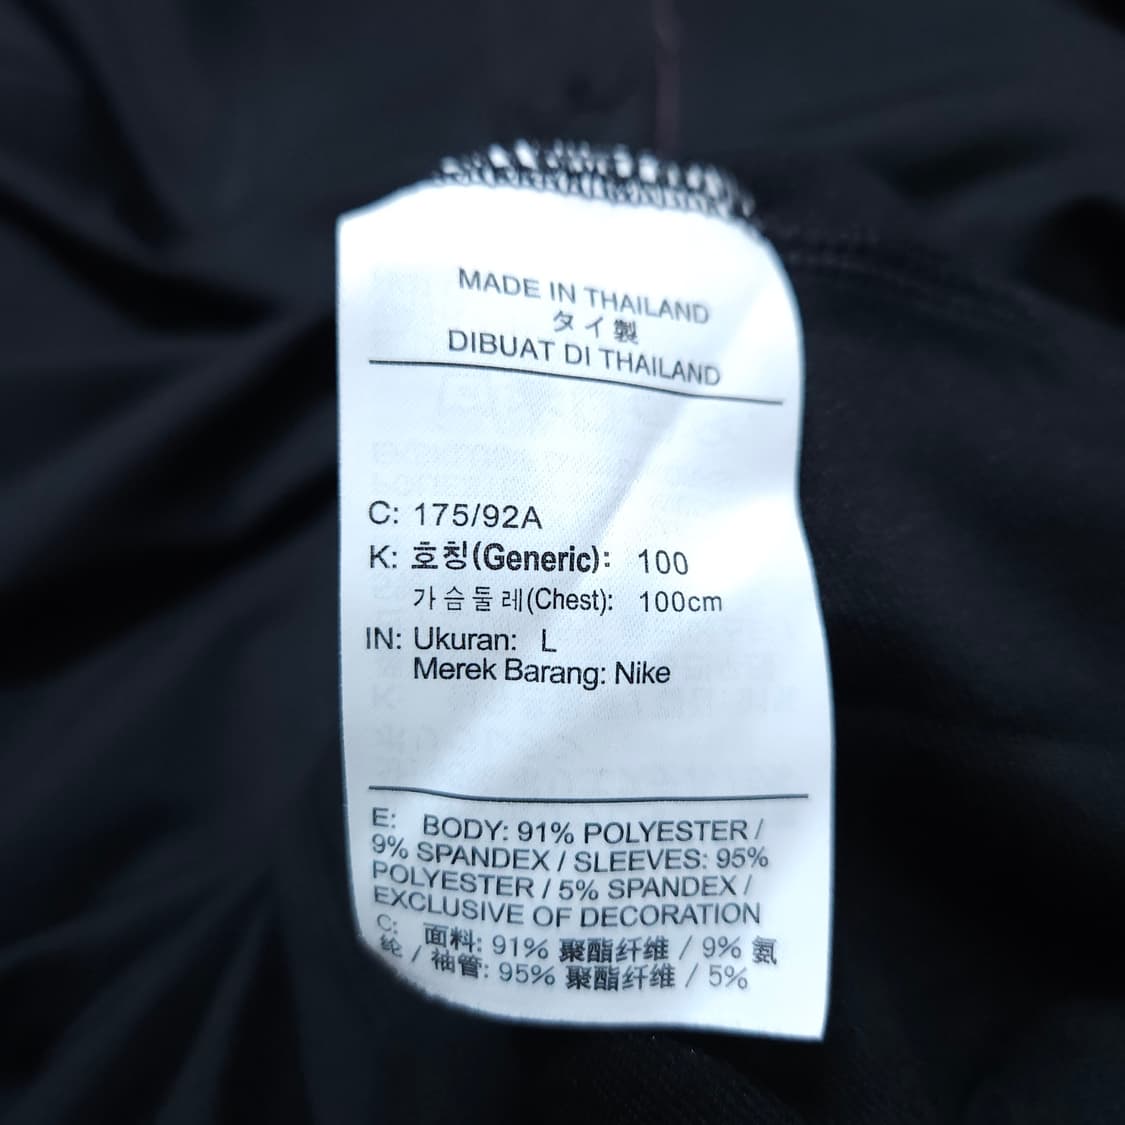 MADE IN THAILAND
タイ製
DIBUAT DI THAILAND
C: 175/92A
K: 호칭(Generic): 100
가슴둘레(Chest): 100cm
IN: Ukuran: L
Merek Barang: Nike
E: BODY: 91% POLYESTER /
9% SPANDEX / SLEEVES: 95%
POLYESTER / 5% SPANDEX /
EXCLUSIVE OF DECORATION
C: 面料: 91% 聚酯纤维 / 9% 氨
纶 / 袖管: 95% 聚酯纤维 / 5%